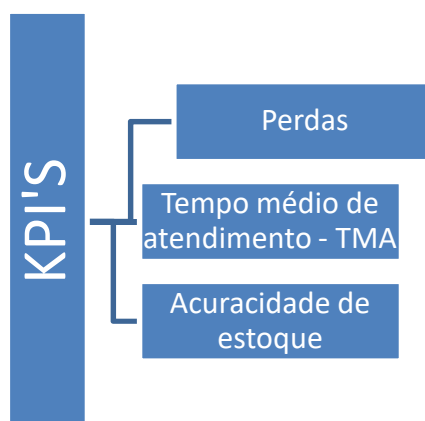 KPI'S
Perdas
Tempo médio de
atendimento - TMA
Acuracidade de
estoque